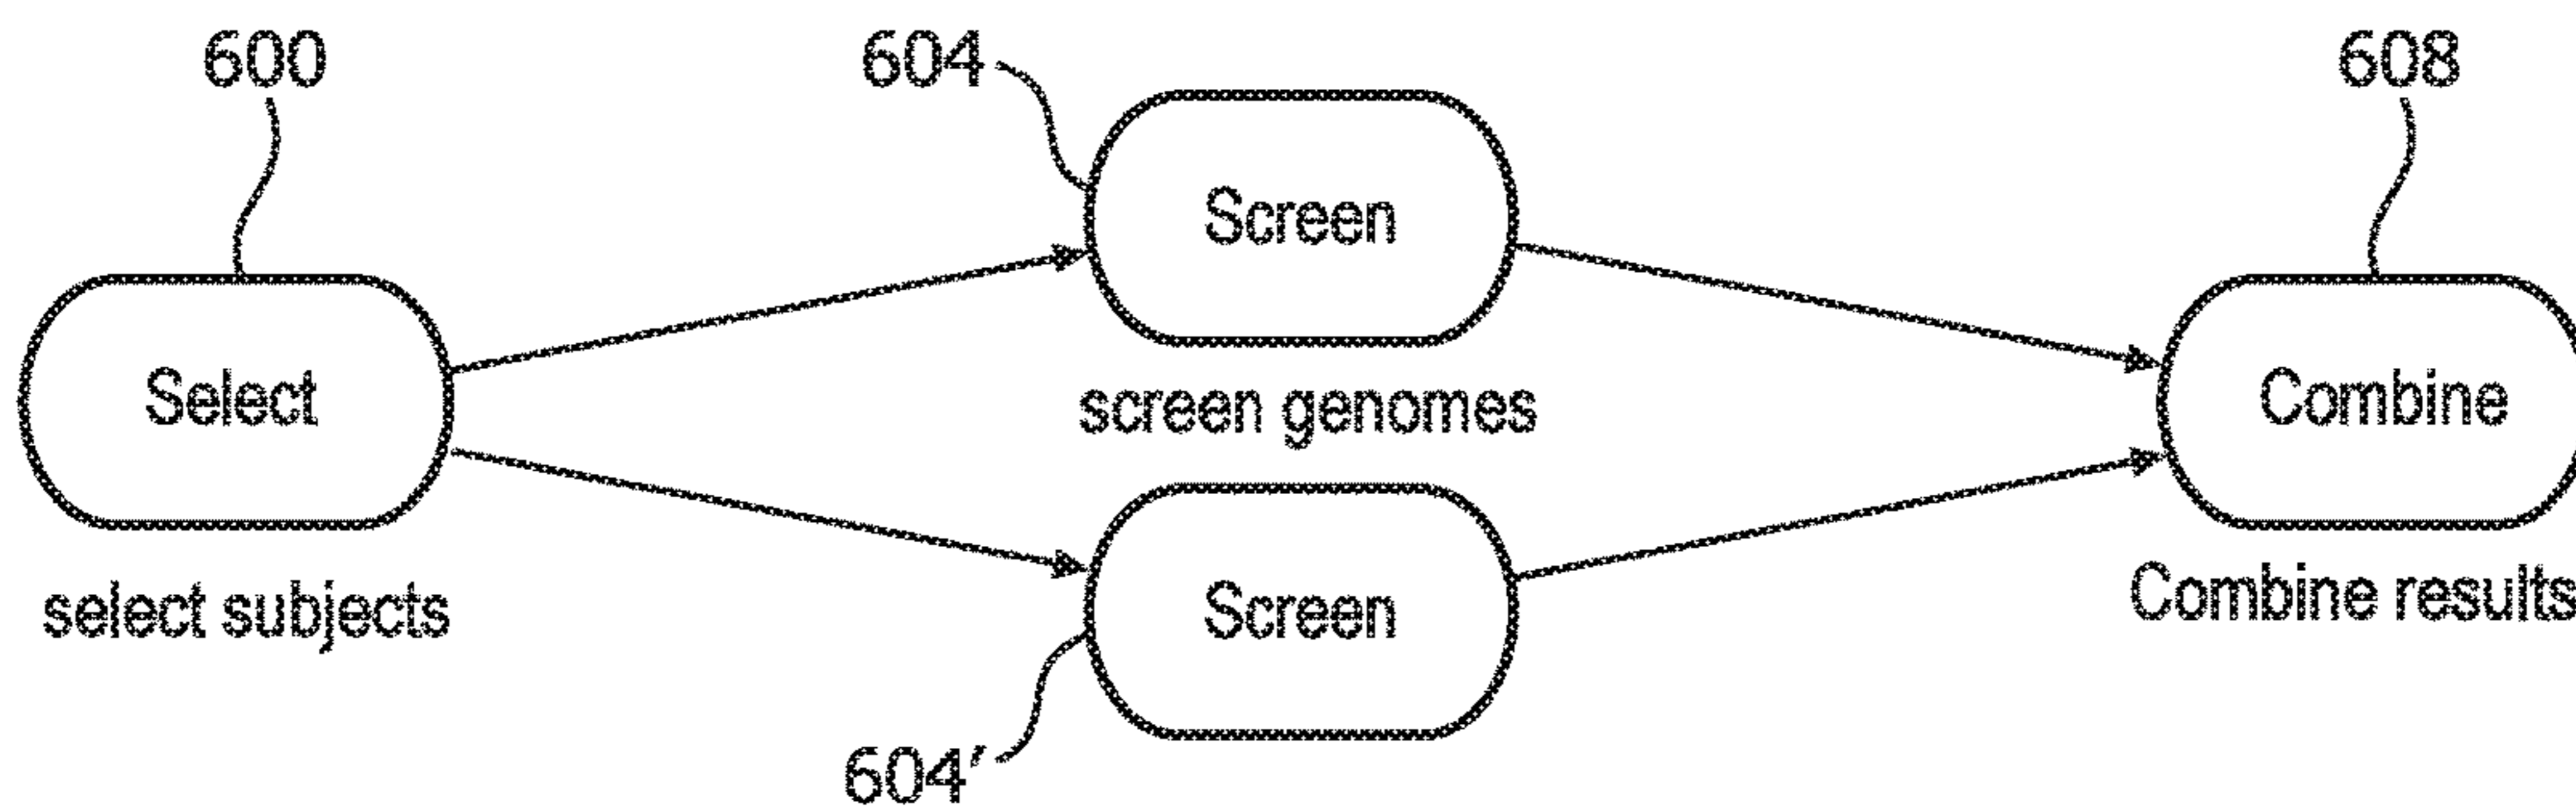 600
604
608
Screen
Select
Combine
screen genomes
select subjects
Screen
Combine results
604′